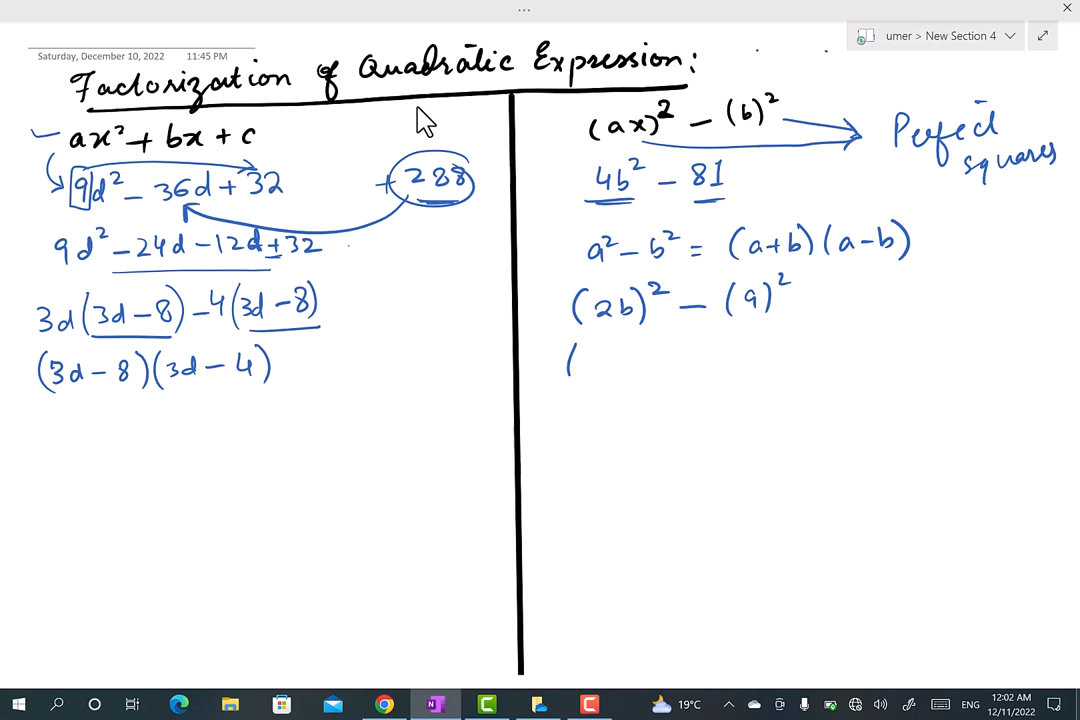 umer > New Section 4
Saturday, December 10, 2022 11:45 PM
Factorization of Quadratic Expression:
ax² + bx + c
9d² - 36d + 32
+ 288
9d² - 24d - 12d + 32
3d(3d - 8) - 4(3d - 8)
(3d - 8)(3d - 4)
(ax)² - (b)²
Perfect
squares
4b² - 81
a² - b² = (a+b)(a-b)
(2b)² - (9)²
(
19°C
ENG
12:02 AM
12/11/2022